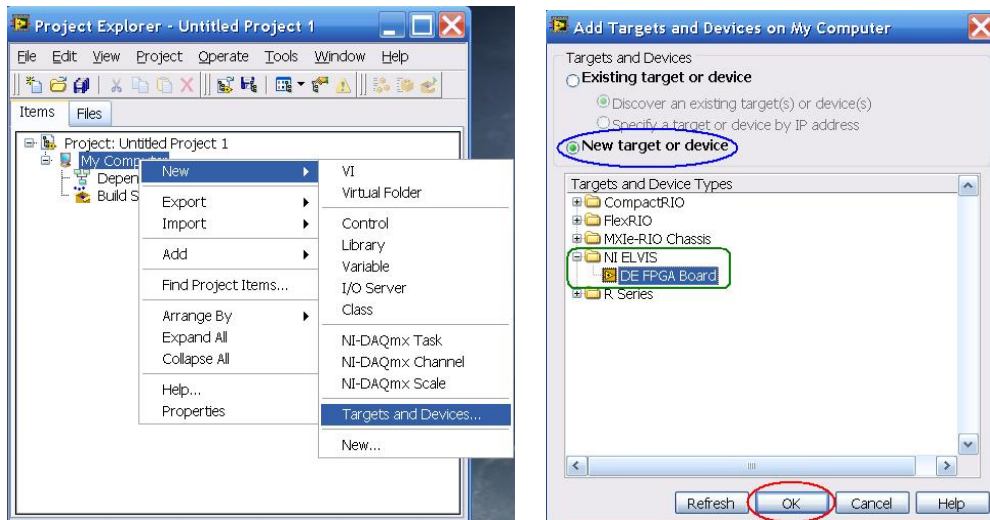 Project Explorer - Untitled Project 1
File Edit View Project Operate Tools Window Help
Items Files
Project: Untitled Project 1
My Computer
Depen
Build S
New
Export
Import
Add
Find Project Items...
Arrange By
Expand All
Collapse All
Help...
Properties
VI
Virtual Folder
Control
Library
Variable
I/O Server
Class
NI-DAQmx Task
NI-DAQmx Channel
NI-DAQmx Scale
Targets and Devices...
New...
Add Targets and Devices on My Computer
Targets and Devices
Existing target or device
Discover an existing target(s) or device(s)
Specify a target or device by IP address
New target or device
Targets and Device Types
CompactRIO
FlexRIO
MXIe-RIO Chassis
NI ELVIS
DE FPGA Board
R Series
Refresh OK Cancel Help